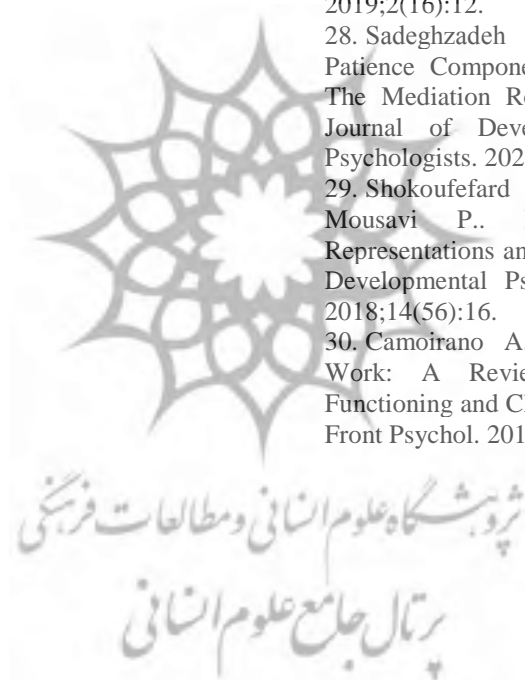 2019;2(16):12.
28. Sadeghzadeh
Patience Compone
The Mediation Ro
Journal of Deve
Psychologists. 202
29. Shokoufefard
Mousavi P..
Representations an
Developmental Ps
2018;14(56):16.
30. Camoirano A.
Work: A Revie
Functioning and Cl
Front Psychol. 201
پژوهشگاه علوم انسانی و مطالعات فرهنگی
پرتال جامع علوم انسانی